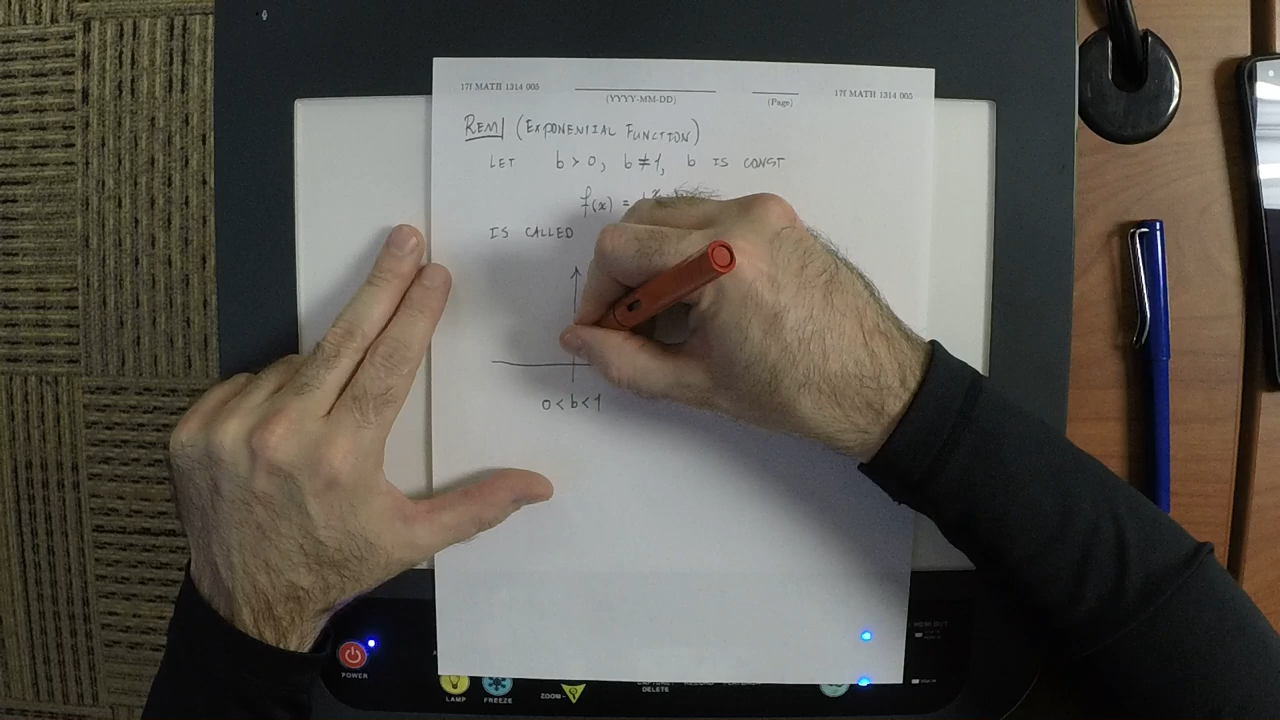 17f MATH 1314 005 (YYYY-MM-DD) (Page) 17f MATH 1314 005
REM (EXPONENTIAL FUNCTION)
LET b > 0, b ≠ 1, b IS CONST
f(x) =
IS CALLED
0 < b < 1
POWER
LAMP FREEZE ZOOM
DELETE